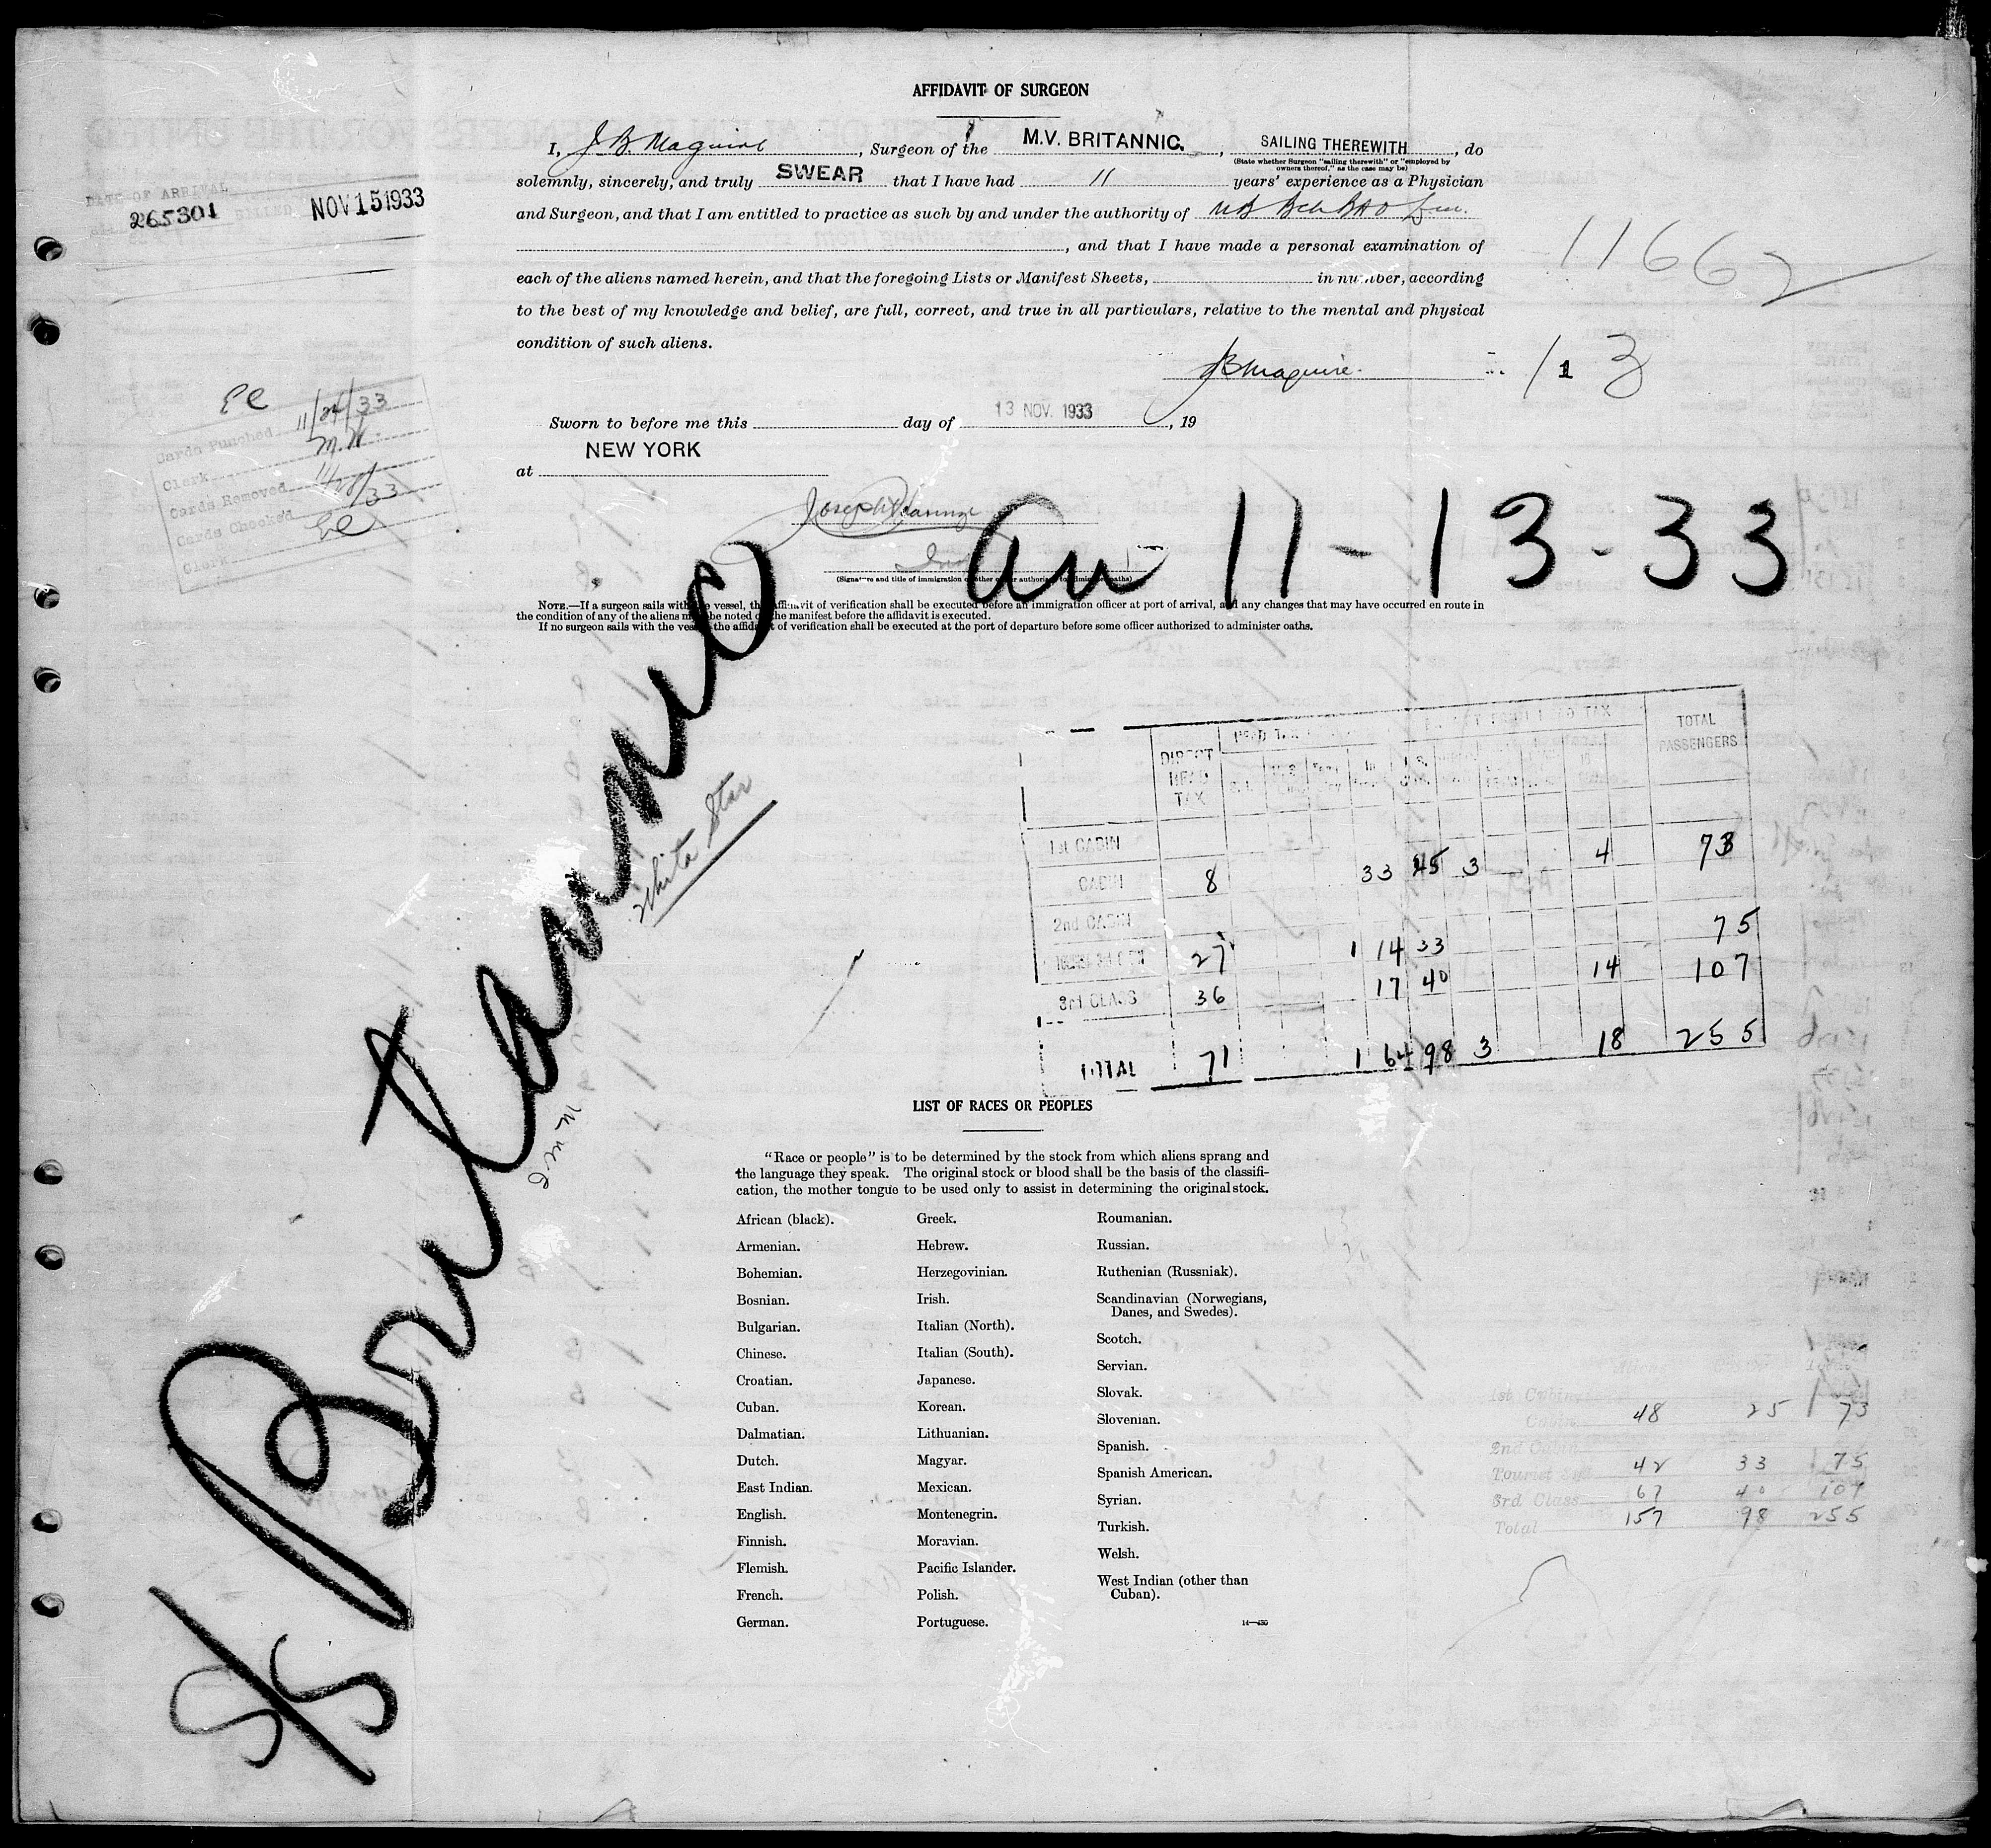 AFFIDAVIT OF SURGEON
I, J. B. Maguire, Surgeon of the M.V. BRITANNIC, SAILING THEREWITH, do
(State whether Surgeon "sailing therewith" or "employed by
owners thereof," as the case may be)
solemnly, sincerely, and truly SWEAR that I have had 11 years' experience as a Physician
and Surgeon, and that I am entitled to practice as such by and under the authority of
, and that I have made a personal examination of
each of the aliens named herein, and that the foregoing Lists or Manifest Sheets, in number, according
to the best of my knowledge and belief, are full, correct, and true in all particulars, relative to the mental and physical
condition of such aliens.
JBMaguire.
DATE OF ARRIVAL
265301 NOV 15 1933
11662
1 3
Sworn to before me this day of 13 NOV. 1933, 19
at NEW YORK
Cards Punched 11/24/33
Clerk M.H.
Cards Removed 11/28/33
Cards Checked
Clerk
Joseph
(Signature and title of immigration or other officer authorized to administer oaths)
arr 11-13-33
NOTE.—If a surgeon sails with the vessel, the affidavit of verification shall be executed before an immigration officer at port of arrival, and any changes that may have occurred en route in
the condition of any of the aliens must be noted on the manifest before the affidavit is executed.
If no surgeon sails with the vessel, the affidavit of verification shall be executed at the port of departure before some officer authorized to administer oaths.
S/S Britannic
White Star
DIRECT HEAD TAX TOTAL PASSENGERS
1st CABIN
CABIN 8 33 45 3 4 73
2nd CABIN
27 1 14 33 75
3rd CLASS 36 17 40 14 107
TOTAL 71 1 64 98 3 18 255
LIST OF RACES OR PEOPLES
"Race or people" is to be determined by the stock from which aliens sprang and
the language they speak. The original stock or blood shall be the basis of the classifi-
cation, the mother tongue to be used only to assist in determining the original stock.
African (black).
Armenian.
Bohemian.
Bosnian.
Bulgarian.
Chinese.
Croatian.
Cuban.
Dalmatian.
Dutch.
East Indian.
English.
Finnish.
Flemish.
French.
German.
Greek.
Hebrew.
Herzegovinian.
Irish.
Italian (North).
Italian (South).
Japanese.
Korean.
Lithuanian.
Magyar.
Mexican.
Montenegrin.
Moravian.
Pacific Islander.
Polish.
Portuguese.
Roumanian.
Russian.
Ruthenian (Russniak).
Scandinavian (Norwegians,
Danes, and Swedes).
Scotch.
Servian.
Slovak.
Slovenian.
Spanish.
Spanish American.
Syrian.
Turkish.
Welsh.
West Indian (other than
Cuban).
1st Cabin
Cabin 48 25 73
2nd Cabin
Tourist 42 33 75
3rd Class 67 40 107
Total 157 98 255